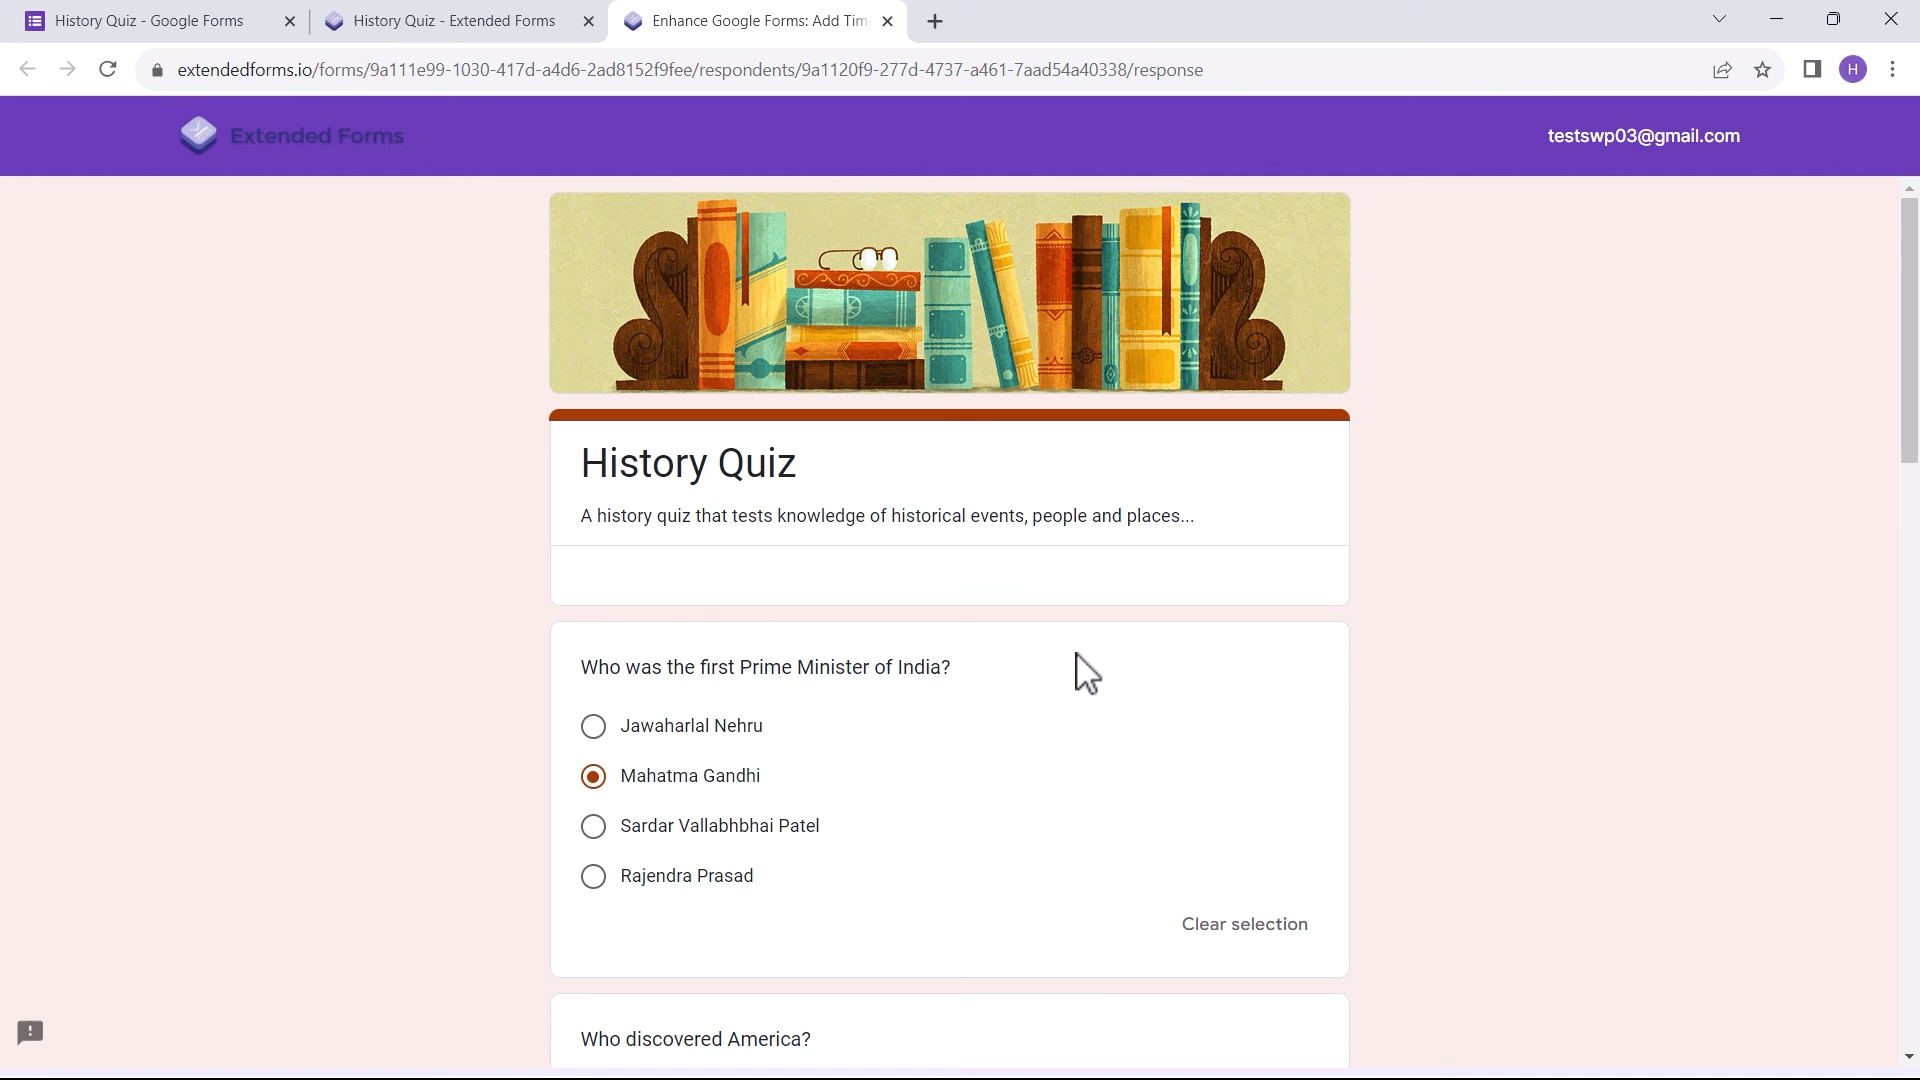 History Quiz - Google Forms
History Quiz - Extended Forms
Enhance Google Forms: Add Tim
extendedforms.io/forms/9a111e99-1030-417d-a4d6-2ad8152f9fee/respondents/9a1120f9-277d-4737-a461-7aad54a40338/response
H
Extended Forms
testswp03@gmail.com
History Quiz
A history quiz that tests knowledge of historical events, people and places...
Who was the first Prime Minister of India?
Jawaharlal Nehru
Mahatma Gandhi
Sardar Vallabhbhai Patel
Rajendra Prasad
Clear selection
Who discovered America?